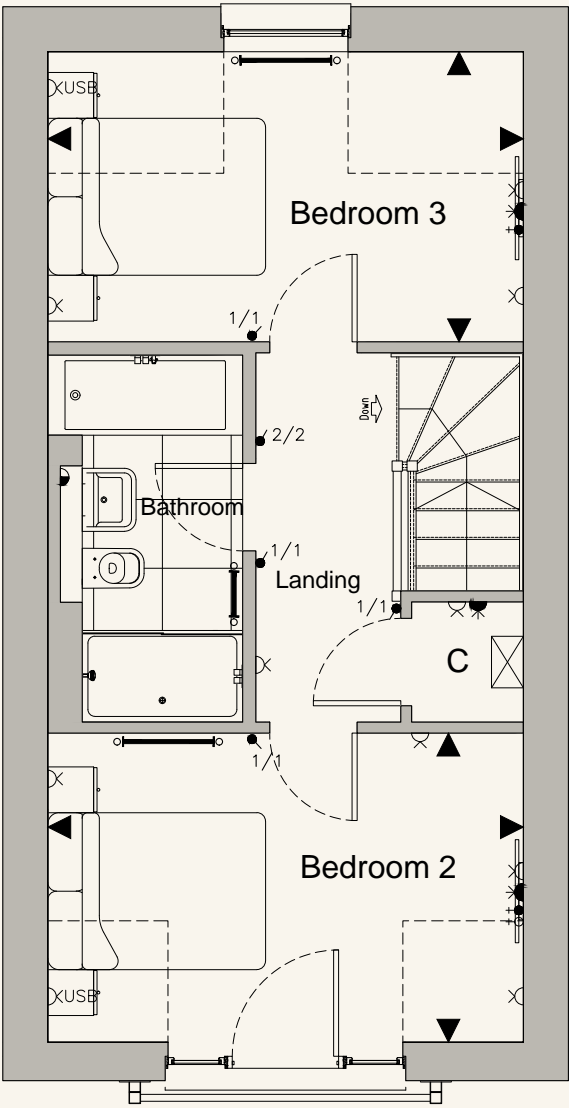 USB
Bedroom 3
1/1
Down
2/2
Bathroom
1/1
Landing
1/1
C
1/1
Bedroom 2
USB